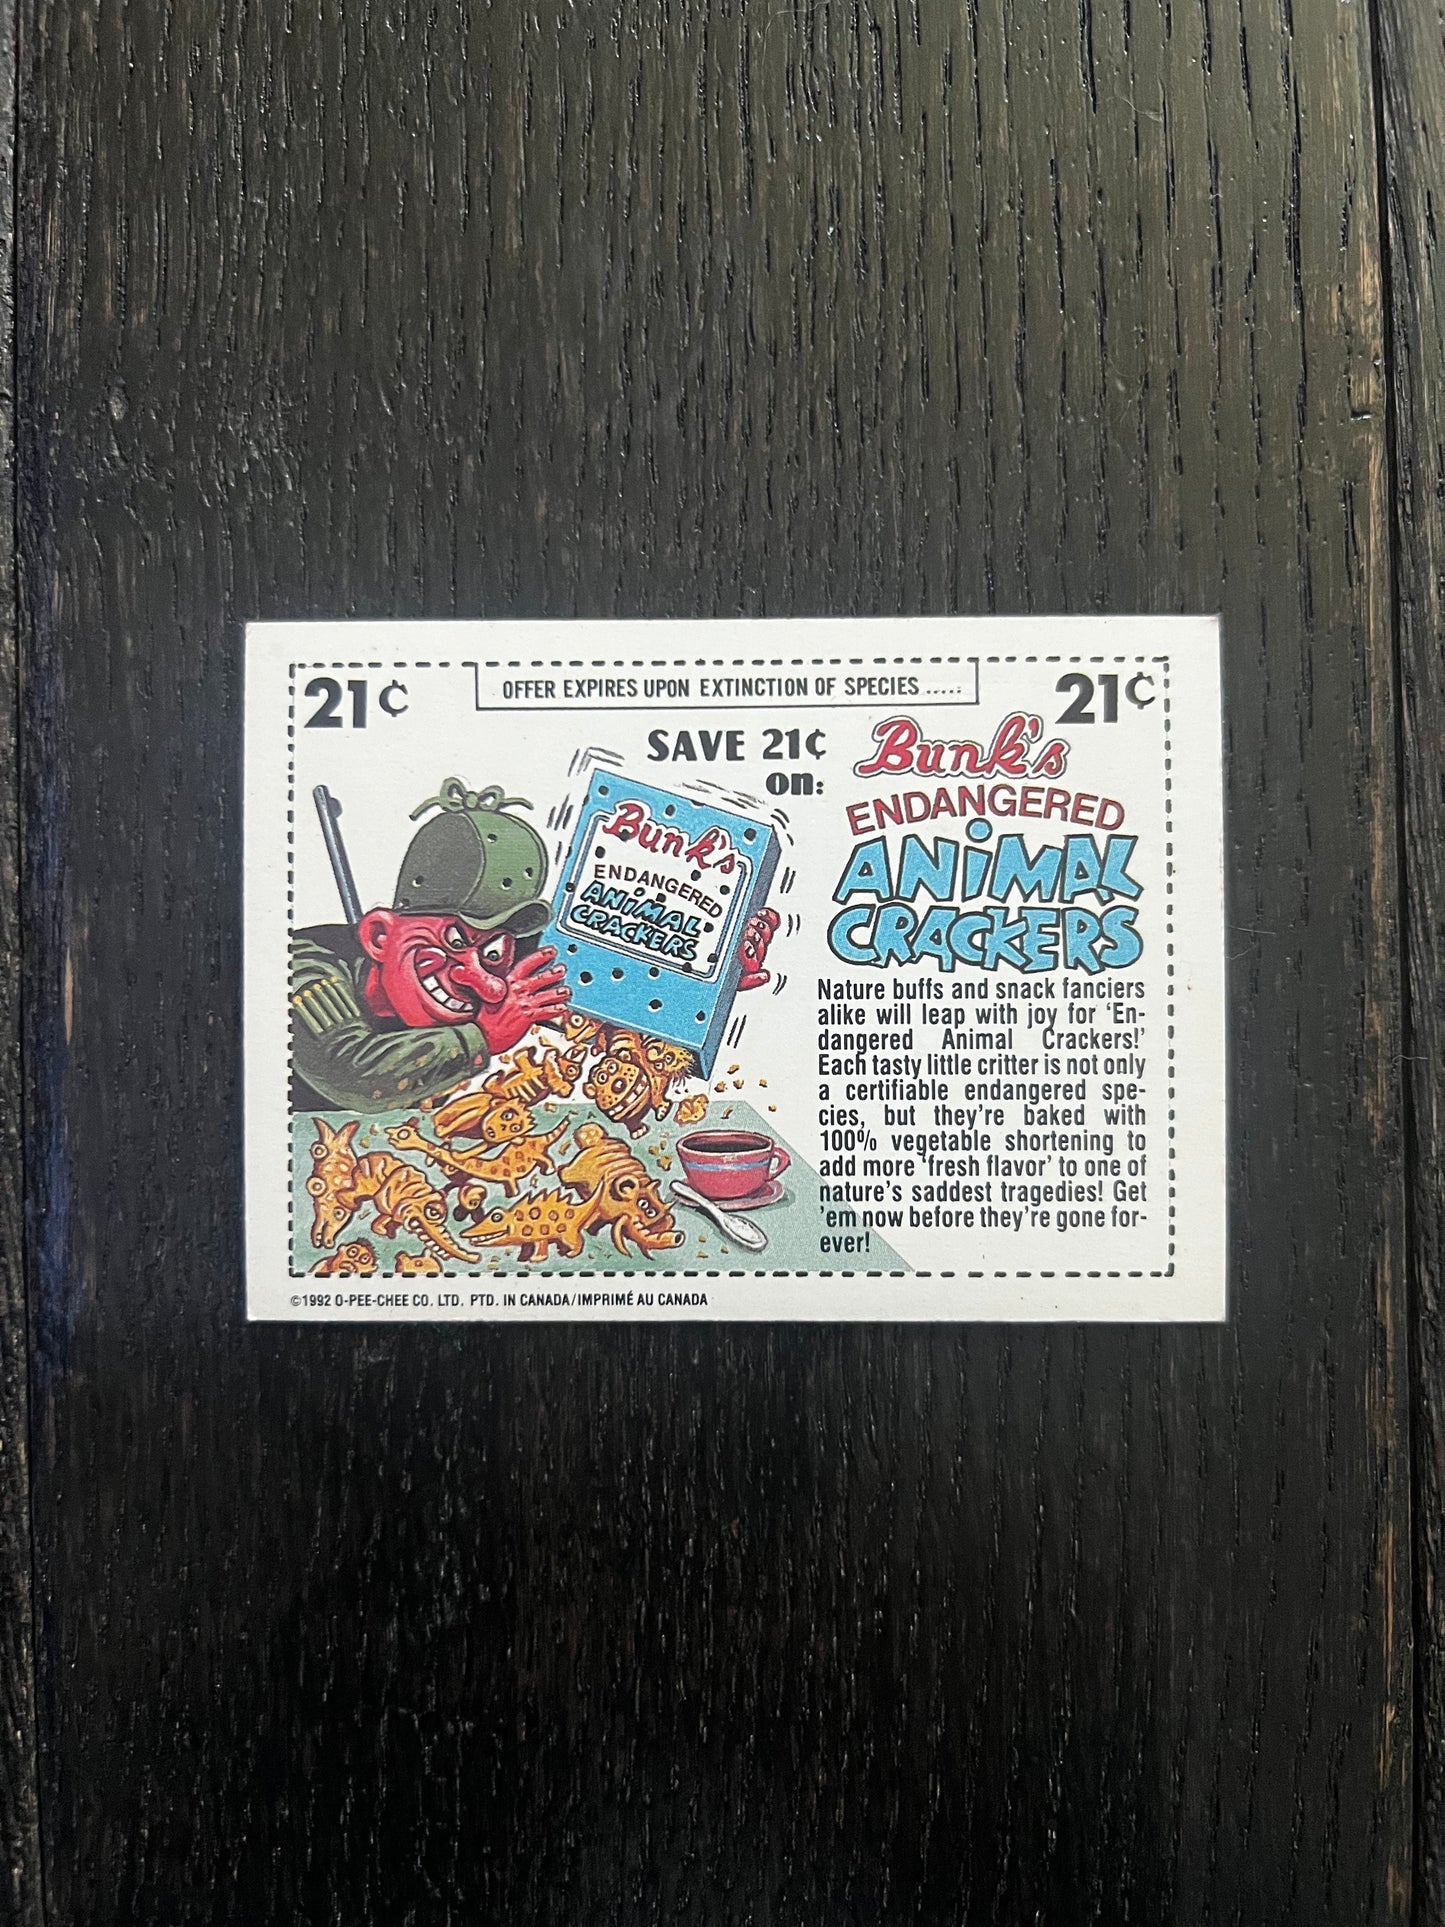 OFFER EXPIRES UPON EXTINCTION OF SPECIES .....
21¢
21¢
SAVE 21¢
on:
Bunk's
ENDANGERED
ANiMAL
CRACKERS
Bunk's
ENDANGERED
ANiMAL
CRACKERS
Nature buffs and snack fanciers
alike will leap with joy for 'En-
dangered Animal Crackers!'
Each tasty little critter is not only
a certifiable endangered spe-
cies, but they're baked with
100% vegetable shortening to
add more 'fresh flavor' to one of
nature's saddest tragedies! Get
'em now before they're gone for-
ever!
©1992 O-PEE-CHEE CO. LTD. PTD. IN CANADA/IMPRIMÉ AU CANADA